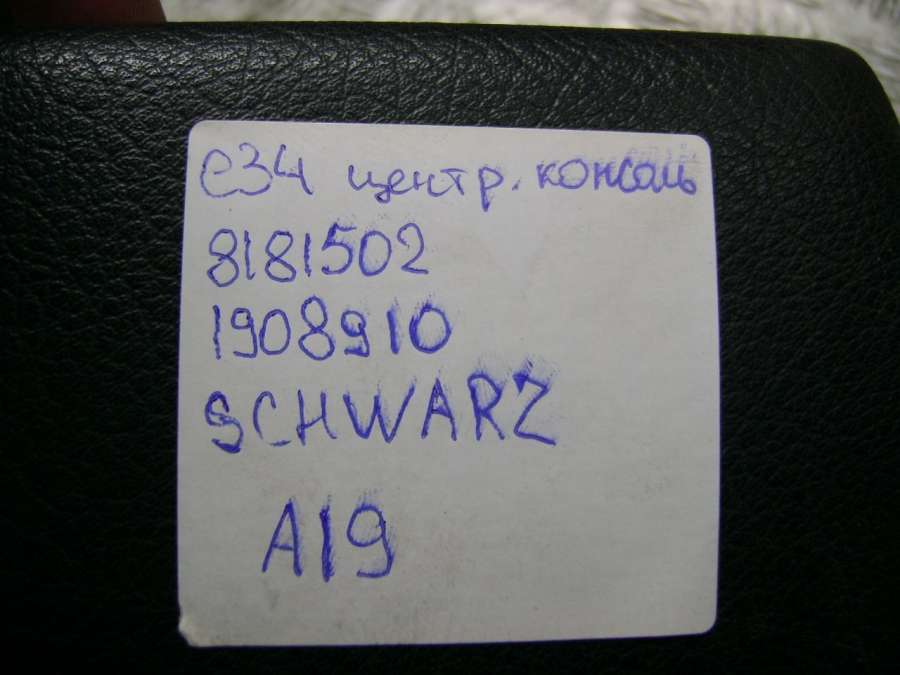 е34 центр. консоль
8181502
1908910
SCHWARZ
A19